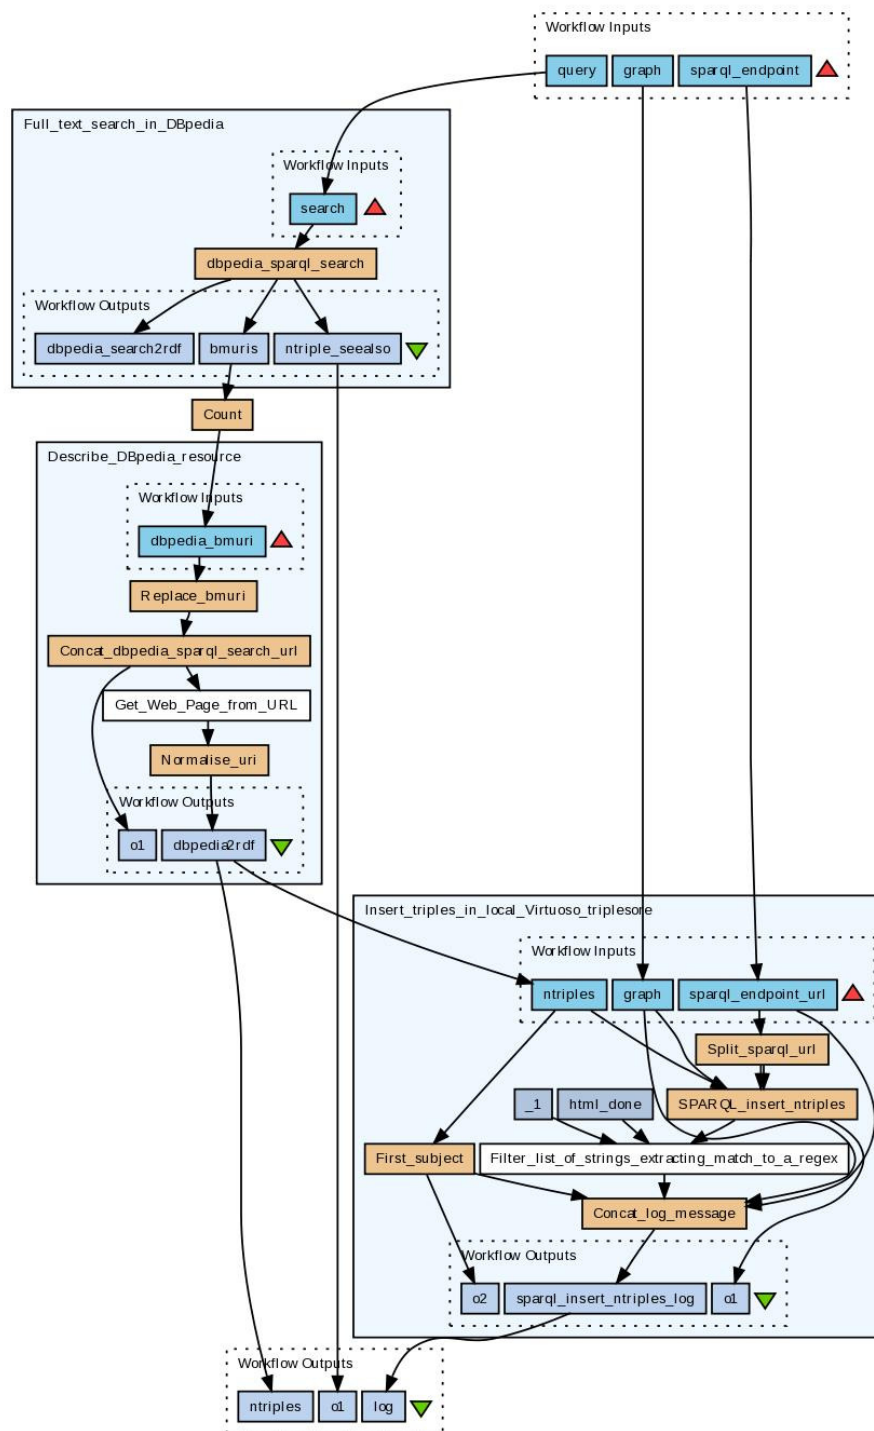 Workflow Inputs
query graph sparql_endpoint
Full_text_search_in_DBpedia
Workflow Inputs
search
dbpedia_sparql_search
Workflow Outputs
dbpedia_search2rdf bmuris ntriple_seealso
Count
Describe_DBpedia_resource
Workflow Inputs
dbpedia_bmuri
Replace_bmuri
Concat_dbpedia_sparql_search_url
Get_Web_Page_from_URL
Normalise_uri
Workflow Outputs
o1 dbpedia2rdf
Insert_triples_in_local_Virtuoso_triplesore
Workflow Inputs
ntriples graph sparql_endpoint_url
Split_sparql_url
_1 html_done SPARQL_insert_ntriples
First_subject Filter_list_of_strings_extracting_match_to_a_regex
Concat_log_message
Workflow Outputs
o2 sparql_insert_ntriples_log o1
Workflow Outputs
ntriples o1 log